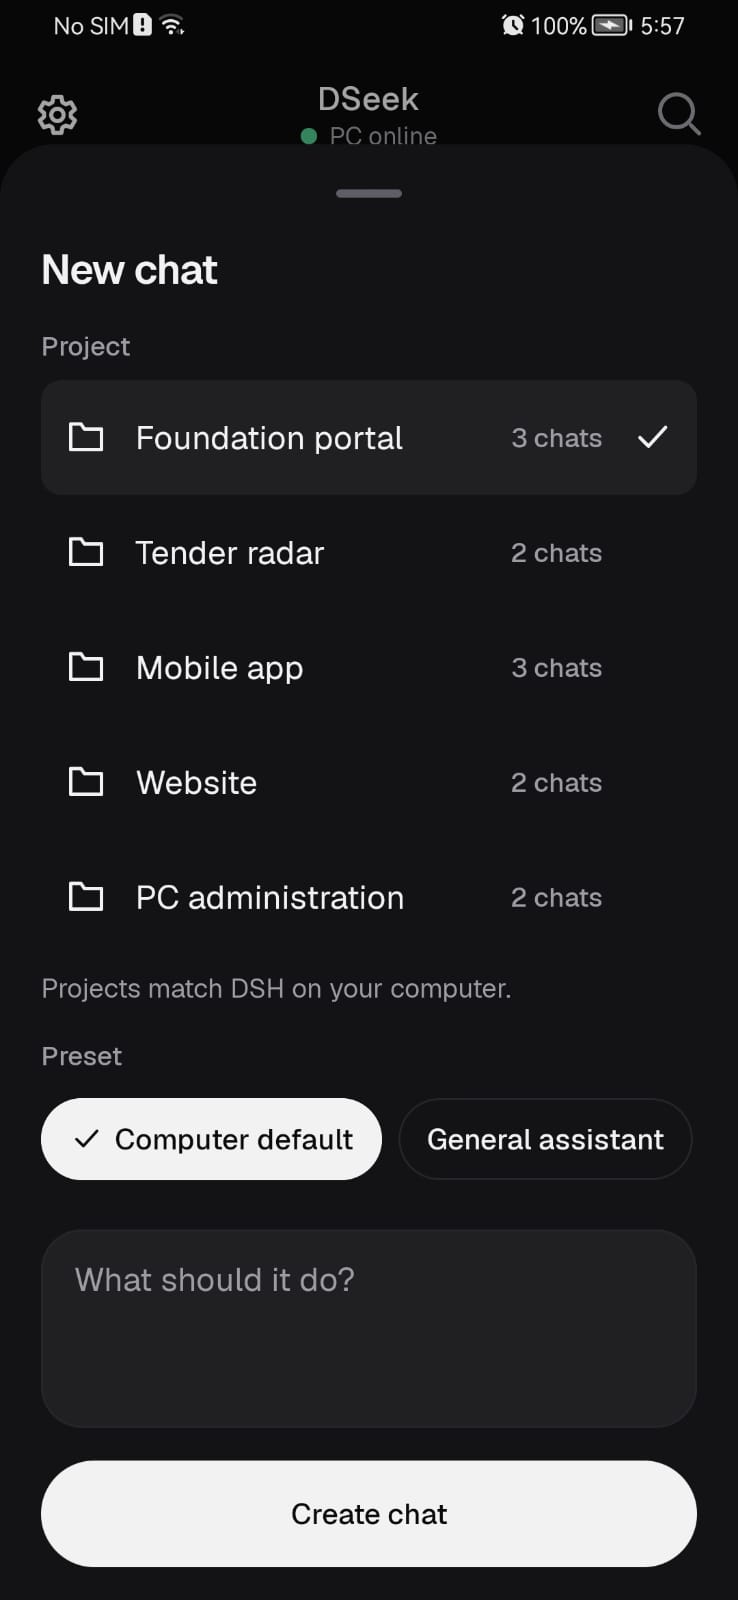 No SIM 100% 5:57
DSeek
PC online
New chat
Project
Foundation portal 3 chats
Tender radar 2 chats
Mobile app 3 chats
Website 2 chats
PC administration 2 chats
Projects match DSH on your computer.
Preset
Computer default General assistant
What should it do?
Create chat